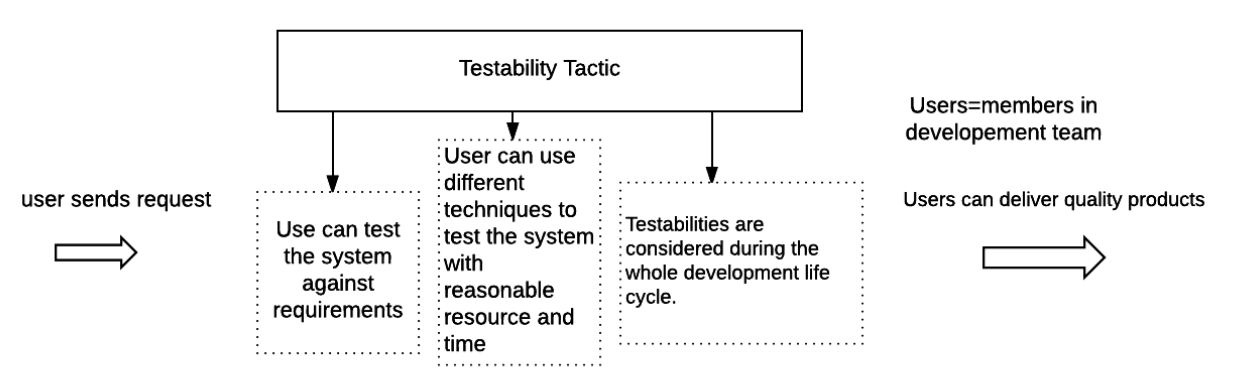 Testability Tactic
Users=members in
developement team
user sends request
Use can test
the system
against
requirements
User can use
different
techniques to
test the system
with
reasonable
resource and
time
Testabilities are
considered during the
whole development life
cycle.
Users can deliver quality products